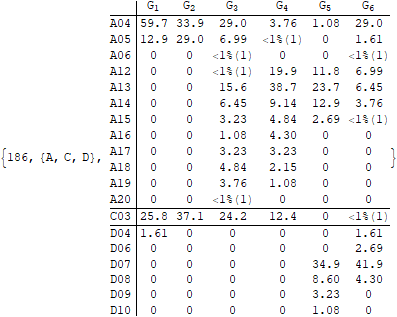 G1 G2 G3 G4 G5 G6
A04 59.7 33.9 29.0 3.76 1.08 29.0
A05 12.9 29.0 6.99 <1%(1) 0 1.61
A06 0 0 <1%(1) 0 0 <1%(1)
A12 0 0 <1%(1) 19.9 11.8 6.99
A13 0 0 15.6 38.7 23.7 6.45
A14 0 0 6.45 9.14 12.9 3.76
A15 0 0 3.23 4.84 2.69 <1%(1)
A16 0 0 1.08 4.30 0 0
{186, {A, C, D}, A17 0 0 3.23 3.23 0 0 }
A18 0 0 4.84 2.15 0 0
A19 0 0 3.76 1.08 0 0
A20 0 0 <1%(1) 0 0 0
C03 25.8 37.1 24.2 12.4 0 <1%(1)
D04 1.61 0 0 0 0 1.61
D06 0 0 0 0 0 2.69
D07 0 0 0 0 34.9 41.9
D08 0 0 0 0 8.60 4.30
D09 0 0 0 0 3.23 0
D10 0 0 0 0 1.08 0